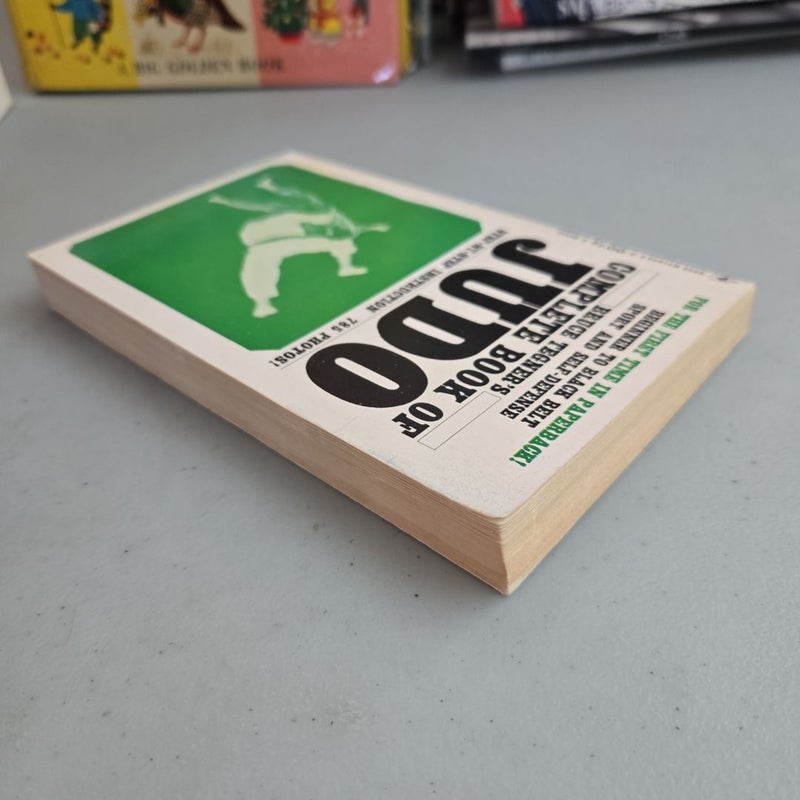 FOR THE FIRST TIME IN PAPERBACK!
BEGINNER TO BLACK BELT
SPORT AND SELF-DEFENSE
BRUCE TEGNER'S
COMPLETE BOOK OF
JUDO
STEP-BY-STEP INSTRUCTION 785 PHOTOS!
A BIG GOLDEN BOOK